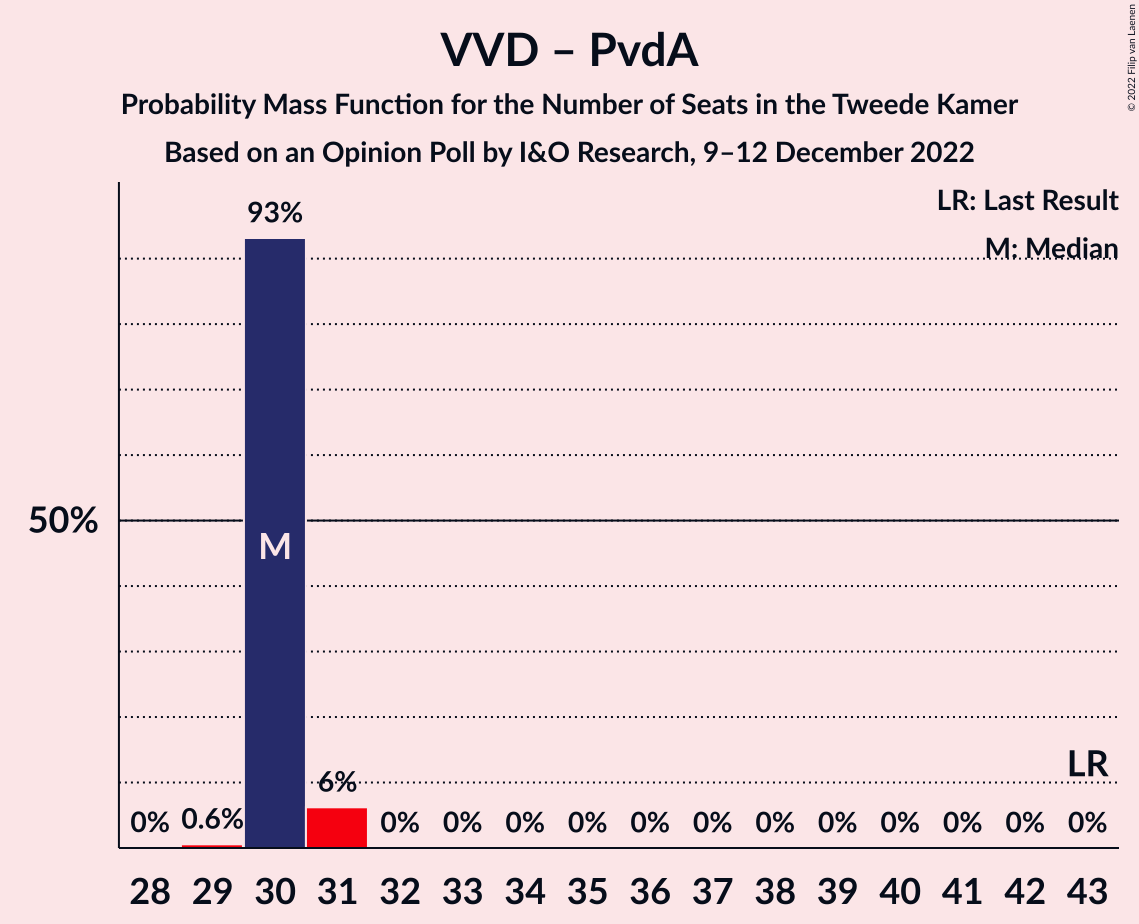 VVD – PvdA
Probability Mass Function for the Number of Seats in the Tweede Kamer
Based on an Opinion Poll by I&O Research, 9–12 December 2022
© 2022 Filip van Laenen
LR: Last Result
M: Median
93%
50%
M
6%
LR
0% 0.6% 0% 0% 0% 0% 0% 0% 0% 0% 0% 0% 0% 0%
28 29 30 31 32 33 34 35 36 37 38 39 40 41 42 43